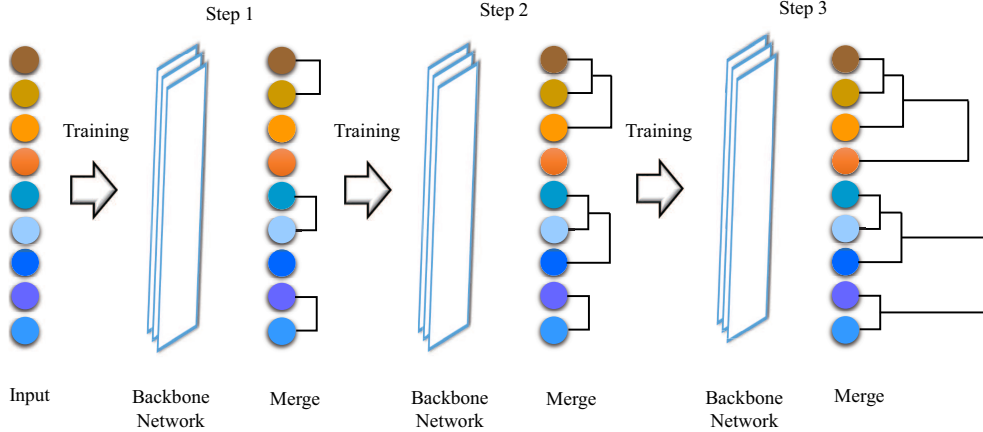 Step 1
Step 2
Step 3
Training
Training
Training
Input
Backbone
Network
Merge
Backbone
Network
Merge
Backbone
Network
Merge